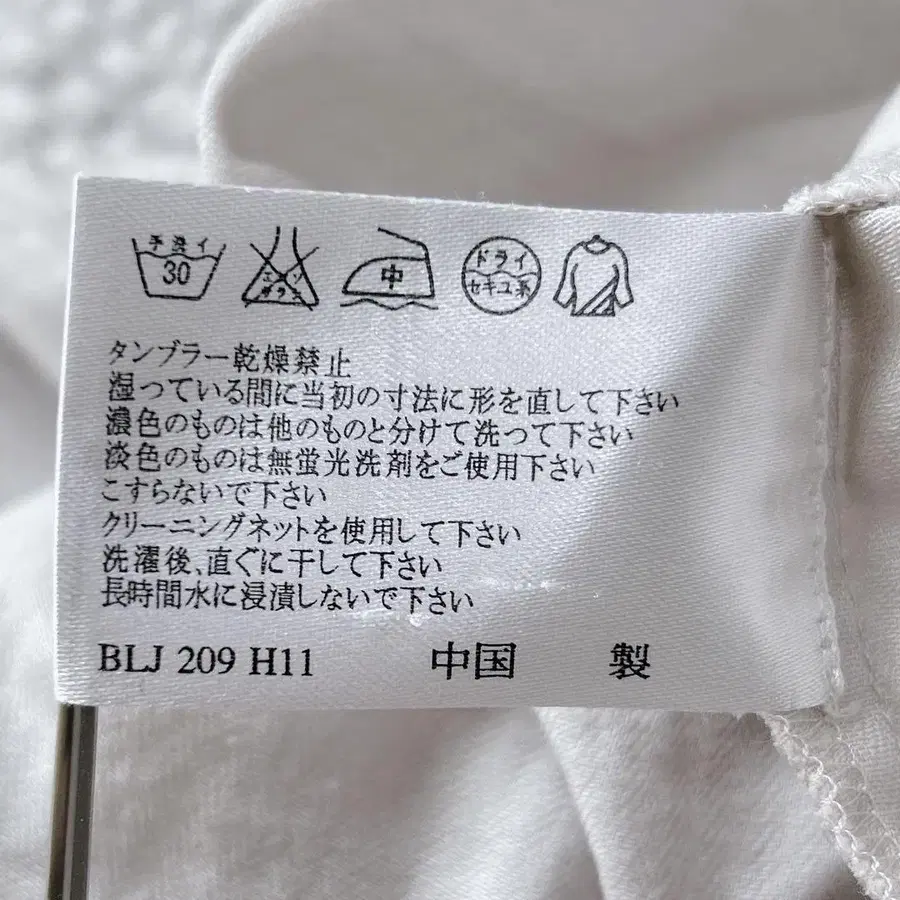 手洗イ 30
エンソ サラシ
中
ドライ セキユ系
タンブラー乾燥禁止
湿っている間に当初の寸法に形を直して下さい
濃色のものは他のものと分けて洗って下さい
淡色のものは無蛍光洗剤をご使用下さい
こすらないで下さい
クリーニングネットを使用して下さい
洗濯後、直ぐに干して下さい
長時間水に浸漬しないで下さい
BLJ 209 H11 中国 製